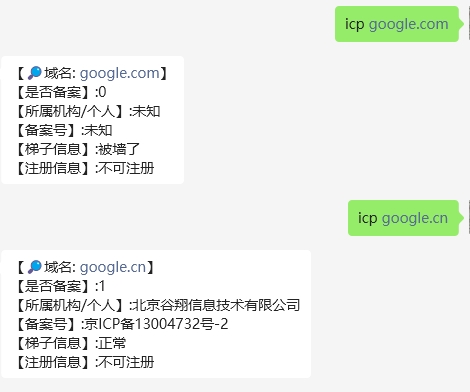 icp google.com
【🔎域名: google.com】
【是否备案】:0
【所属机构/个人】:未知
【备案号】:未知
【梯子信息】:被墙了
【注册信息】:不可注册
icp google.cn
【🔎域名: google.cn】
【是否备案】:1
【所属机构/个人】:北京谷翔信息技术有限公司
【备案号】:京ICP备13004732号-2
【梯子信息】:正常
【注册信息】:不可注册